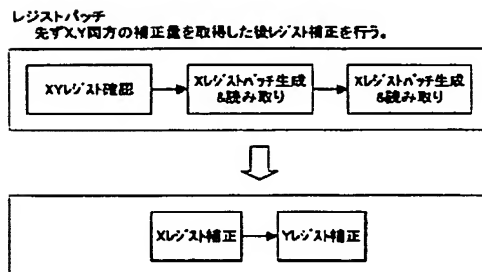 レジストパッチ
先ずX,Y両方の補正量を取得した後レジスト補正を行う。
XYレジスト確認
Xレジストパッチ生成
&読み取り
Xレジストパッチ生成
&読み取り
Xレジスト補正
Yレジスト補正